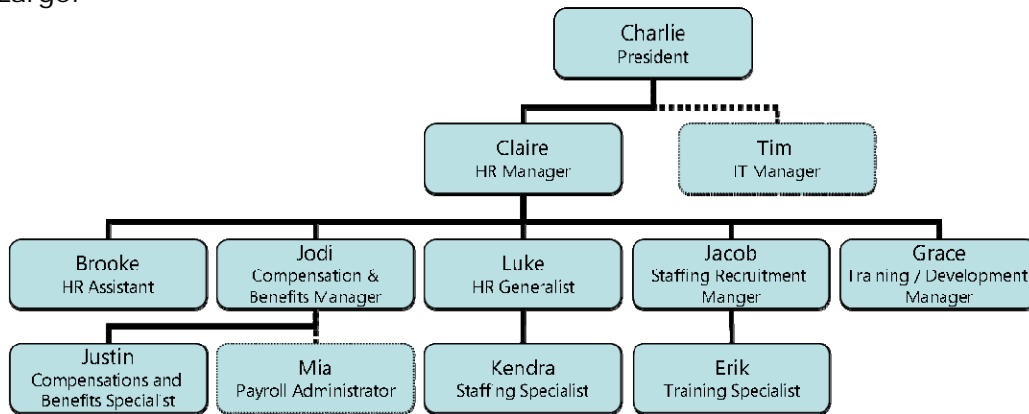 Large:
Charlie
President
Claire
HR Manager
Tim
IT Manager
Brooke
HR Assistant
Jodi
Compensation &
Benefits Manager
Luke
HR Generalist
Jacob
Staffing Recruitment
Manger
Grace
Training / Development
Manager
Justin
Compensations and
Benefits Specialist
Mia
Payroll Administrator
Kendra
Staffing Specialist
Erik
Training Specialist